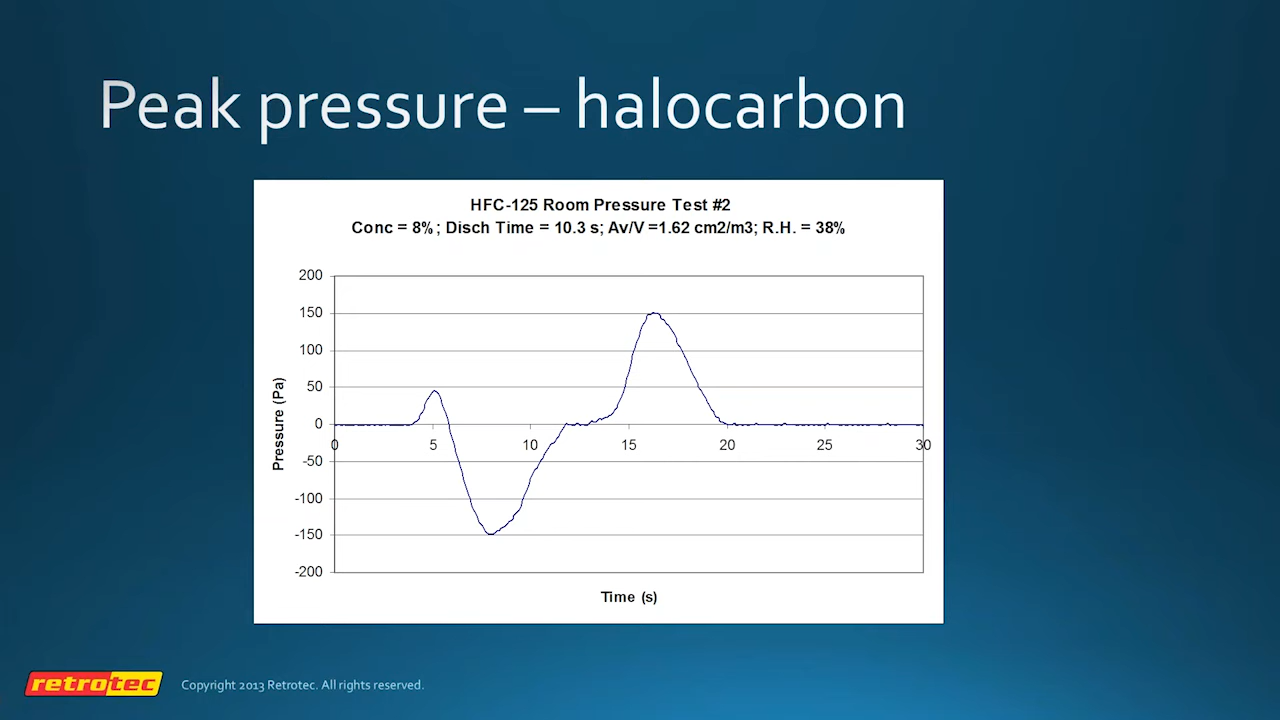 Peak pressure – halocarbon
HFC-125 Room Pressure Test #2
Conc = 8%; Disch Time = 10.3 s; Av/V =1.62 cm2/m3; R.H. = 38%
200
150
100
50
0
-50
-100
-150
-200
Pressure (Pa)
0 5 10 15 20 25 30
Time (s)
retrotec
Copyright 2013 Retrotec. All rights reserved.